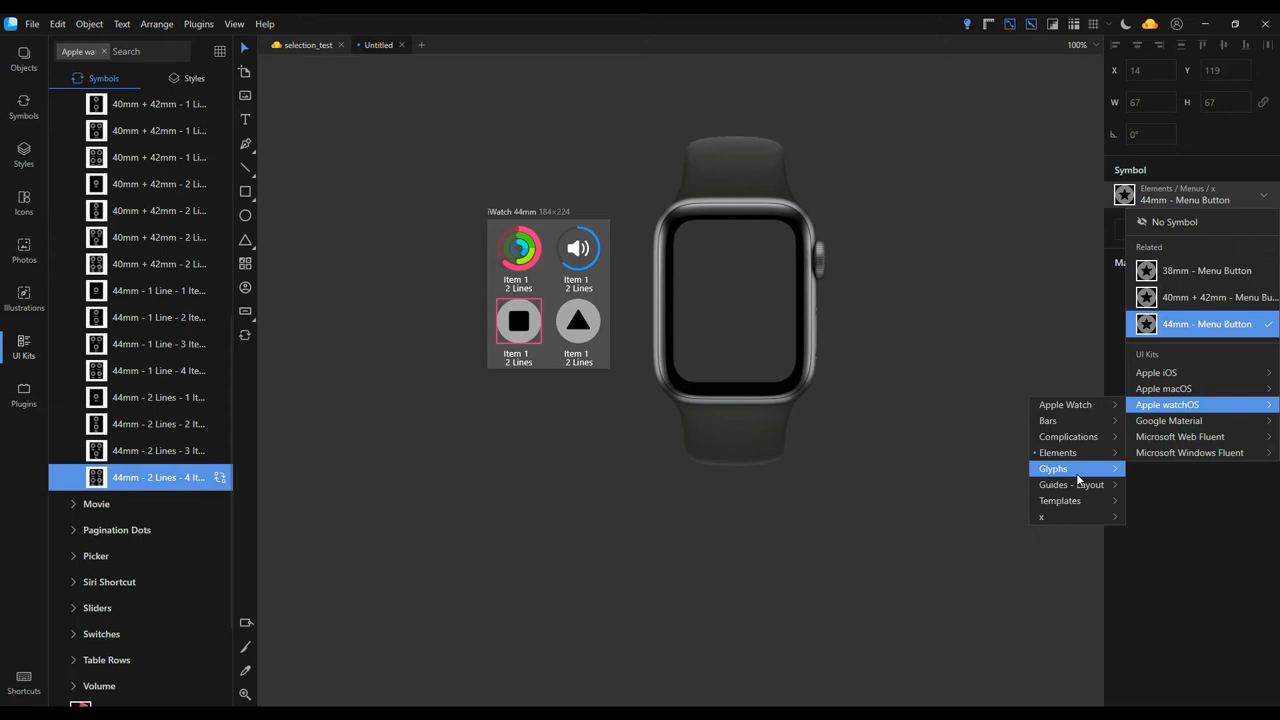 File Edit Object Text Arrange Plugins View Help
Objects
Symbols
Styles
Icons
Photos
Illustrations
UI Kits
Plugins
Shortcuts
Apple wa × Search
Symbols Styles
40mm + 42mm - 1 Li...
40mm + 42mm - 1 Li...
40mm + 42mm - 1 Li...
40mm + 42mm - 2 Li...
40mm + 42mm - 2 Li...
40mm + 42mm - 2 Li...
40mm + 42mm - 2 Li...
44mm - 1 Line - 1 Ite...
44mm - 1 Line - 2 Ite...
44mm - 1 Line - 3 Ite...
44mm - 1 Line - 4 Ite...
44mm - 2 Lines - 1 It...
44mm - 2 Lines - 2 It...
44mm - 2 Lines - 3 It...
44mm - 2 Lines - 4 It...
Movie
Pagination Dots
Picker
Siri Shortcut
Sliders
Switches
Table Rows
Volume
selection_test × Untitled × +
100%
iWatch 44mm 184×224
Item 1
2 Lines
Item 1
2 Lines
Item 1
2 Lines
Item 1
2 Lines
X 14 Y 119
W 67 H 67
0°
Symbol
Elements / Menus / x
44mm - Menu Button
Ma
No Symbol
Related
38mm - Menu Button
40mm + 42mm - Menu Bu...
44mm - Menu Button
UI Kits
Apple iOS
Apple macOS
Apple watchOS
Google Material
Microsoft Web Fluent
Microsoft Windows Fluent
Apple Watch
Bars
Complications
Elements
Glyphs
Guides - Layout
Templates
x